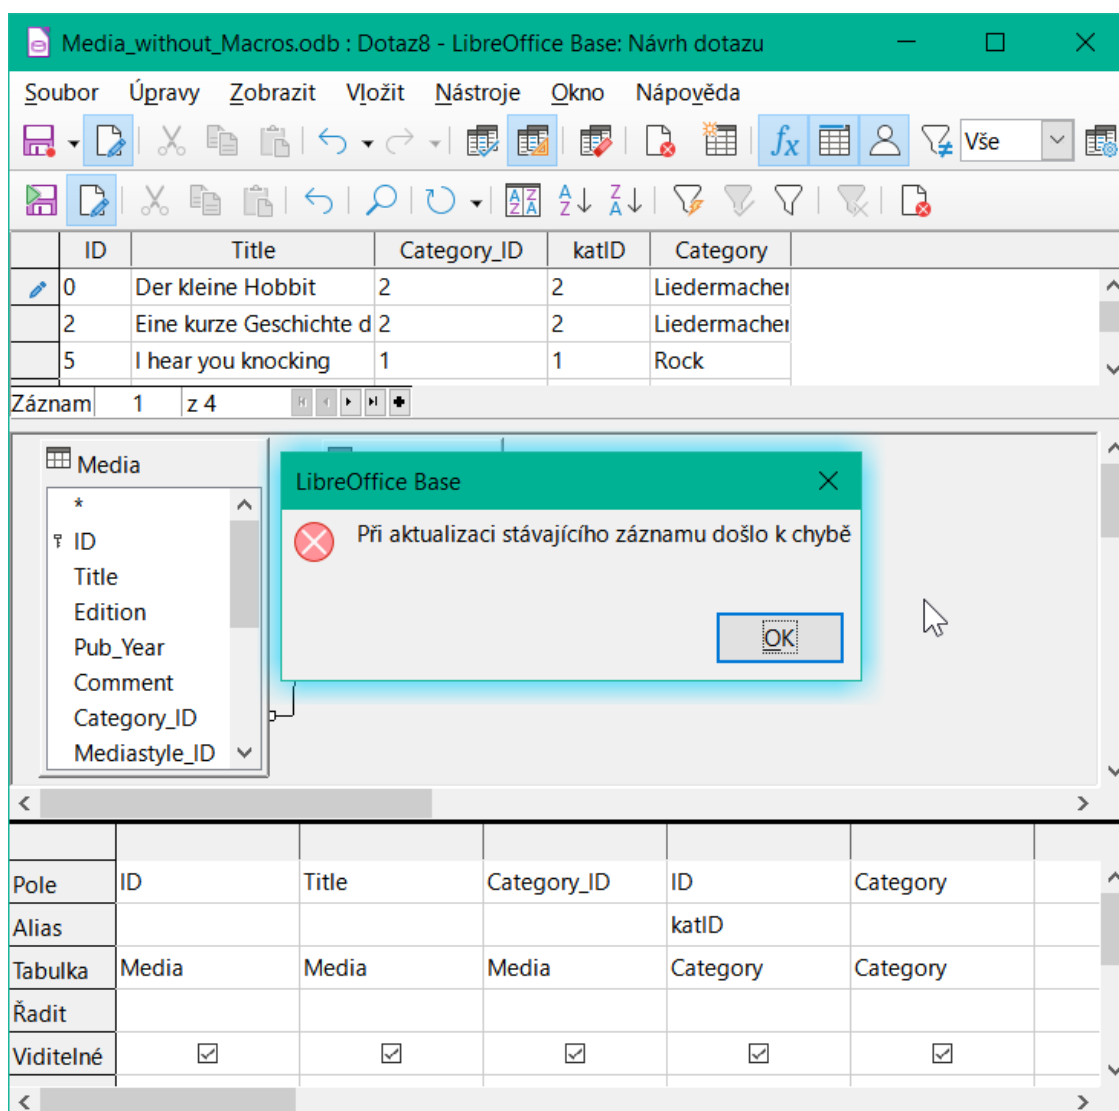 Media_without_Macros.odb : Dotaz8 - LibreOffice Base: Návrh dotazu
Soubor Úpravy Zobrazit Vložit Nástroje Okno Nápověda
Vše
ID Title Category_ID katID Category
0 Der kleine Hobbit 2 2 Liedermacher
2 Eine kurze Geschichte d 2 2 Liedermacher
5 I hear you knocking 1 1 Rock
Záznam 1 z 4
Media
*
ID
Title
Edition
Pub_Year
Comment
Category_ID
Mediastyle_ID
LibreOffice Base
Při aktualizaci stávajícího záznamu došlo k chybě
OK
Pole ID Title Category_ID ID Category
Alias katID
Tabulka Media Media Media Category Category
Řadit
Viditelné